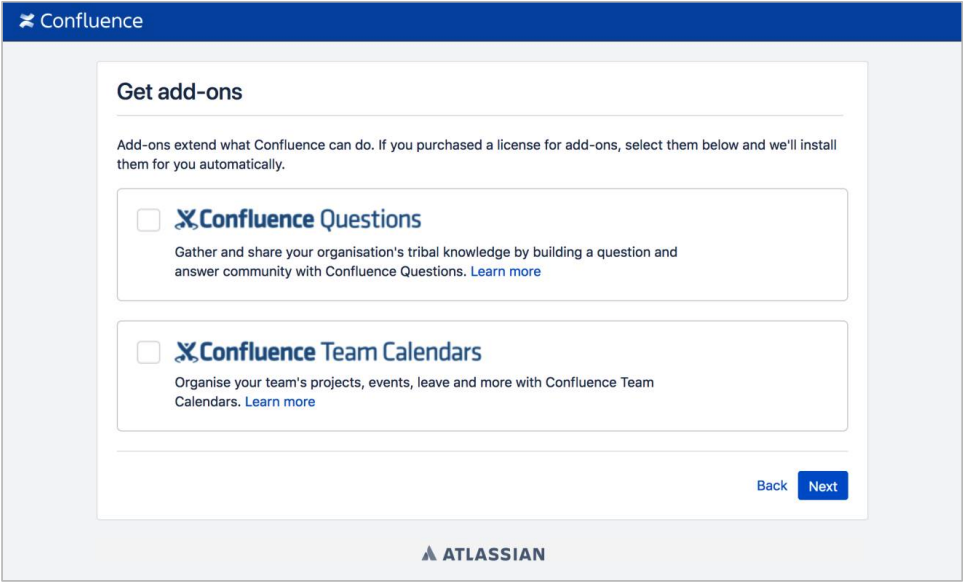 Confluence
Get add-ons
Add-ons extend what Confluence can do. If you purchased a license for add-ons, select them below and we'll install
them for you automatically.
Confluence Questions
Gather and share your organisation's tribal knowledge by building a question and
answer community with Confluence Questions. Learn more
Confluence Team Calendars
Organise your team's projects, events, leave and more with Confluence Team
Calendars. Learn more
Back Next
ATLASSIAN